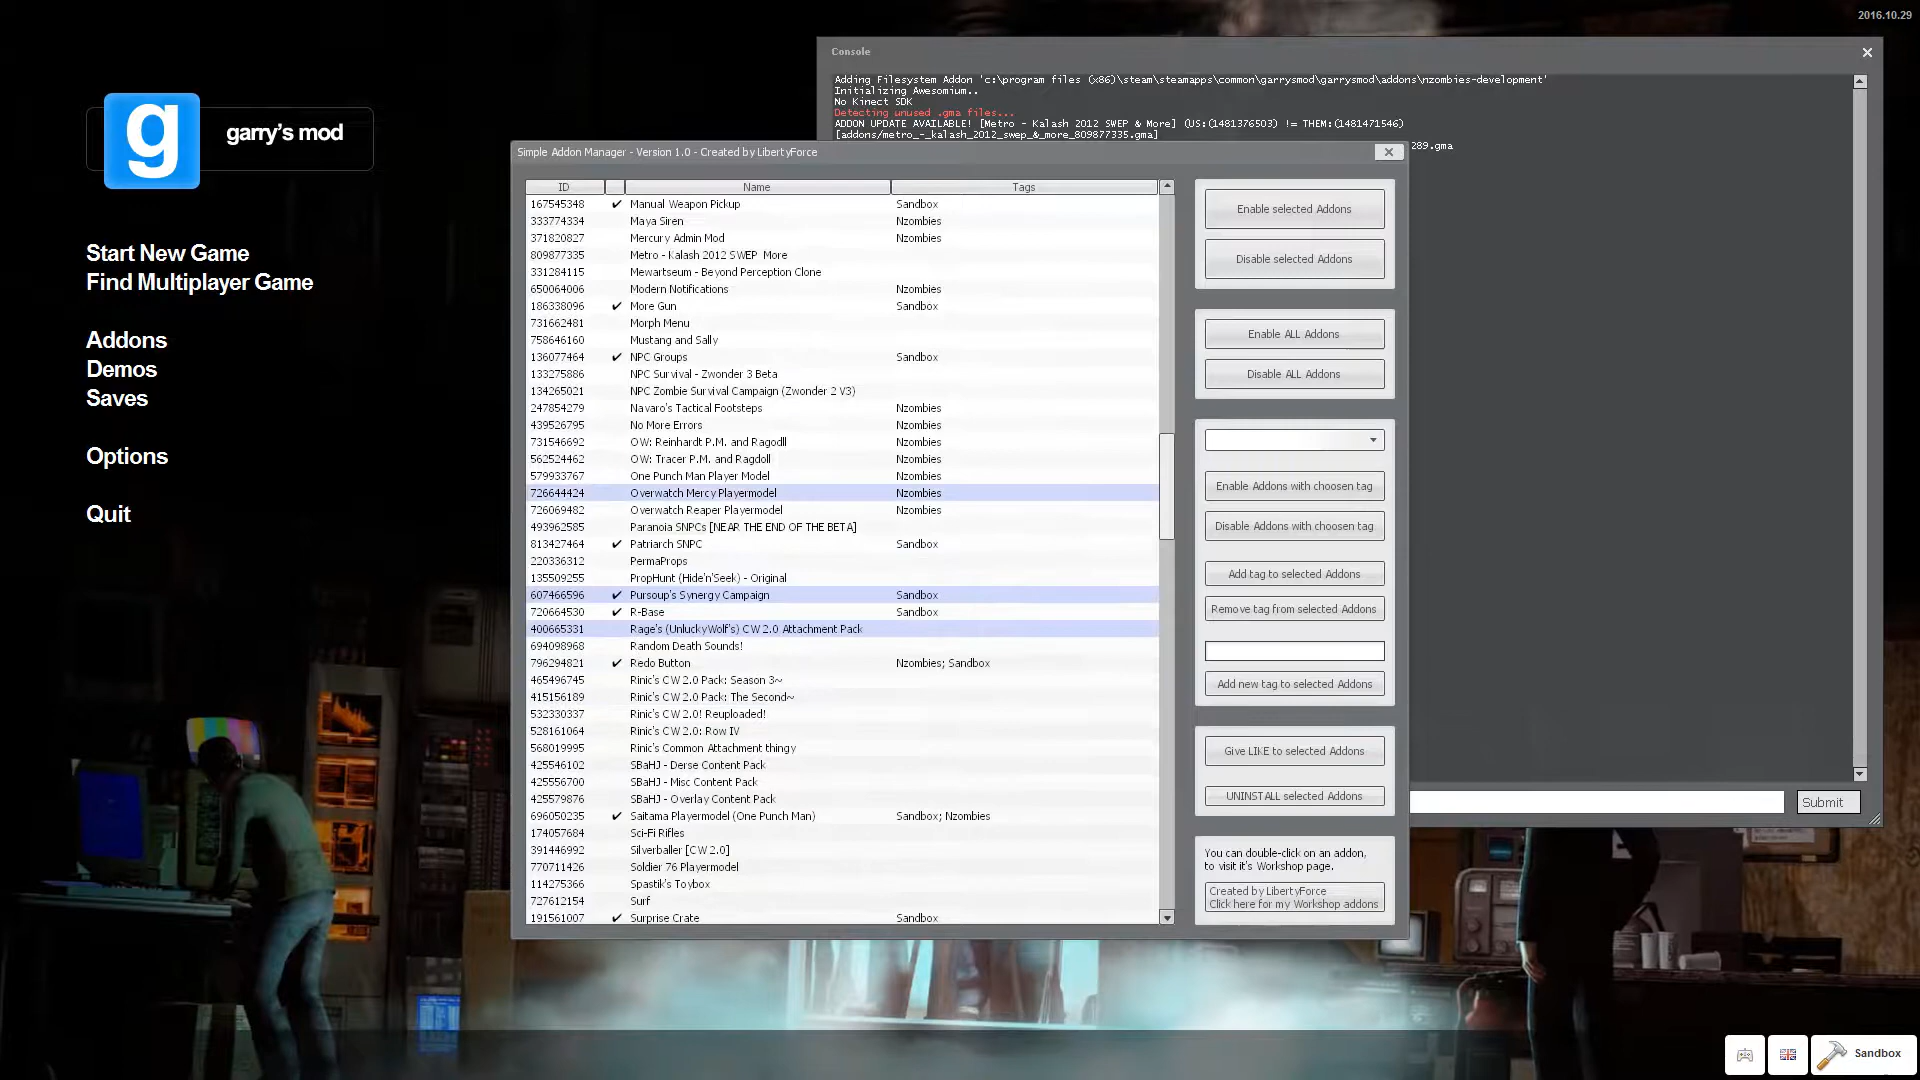 2016.10.29
Console
Adding Filesystem Addon 'c:\program files (x86)\steam\steamapps\common\garrysmod\garrysmod\addons\nzombies-development'
Initializing Awesomium..
No Kinect SDK
Detecting unused .gma files...
ADDON UPDATE AVAILABLE! [Metro - Kalash 2012 SWEP & More] (US:(1481376503) != THEM:(1481471546)
[addons/metro_-_kalash_2012_swep_&_more_809877335.gma]
289.gma
g garry's mod
Start New Game
Find Multiplayer Game
Addons
Demos
Saves
Options
Quit
Simple Addon Manager - Version 1.0 - Created by LibertyForce
ID Name Tags
167545348 ✔ Manual Weapon Pickup Sandbox
333774334 Maya Siren Nzombies
371820827 Mercury Admin Mod Nzombies
809877335 Metro - Kalash 2012 SWEP  More
331284115 Mewartseum - Beyond Perception Clone
650064006 Modern Notifications Nzombies
186338096 ✔ More Gun Sandbox
731662481 Morph Menu
758646160 Mustang and Sally
136077464 ✔ NPC Groups Sandbox
133275886 NPC Survival - Zwonder 3 Beta
134265021 NPC Zombie Survival Campaign (Zwonder 2 V3)
247854279 Navaro's Tactical Footsteps Nzombies
439526795 No More Errors Nzombies
731546692 OW: Reinhardt P.M. and Ragodll Nzombies
562524462 OW: Tracer P.M. and Ragdoll Nzombies
579933767 One Punch Man Player Model Nzombies
726644424 Overwatch Mercy Playermodel Nzombies
726069482 Overwatch Reaper Playermodel Nzombies
493962585 Paranoia SNPCs [NEAR THE END OF THE BETA]
813427464 ✔ Patriarch SNPC Sandbox
220336312 PermaProps
135509255 PropHunt (Hide'n'Seek) - Original
607466596 ✔ Pursoup's Synergy Campaign Sandbox
720664530 ✔ R-Base Sandbox
400665331 Rage's (UnluckyWolf's) CW 2.0 Attachment Pack
694098968 Random Death Sounds!
796294821 ✔ Redo Button Nzombies; Sandbox
465496745 Rinic's CW 2.0 Pack: Season 3~
415156189 Rinic's CW 2.0 Pack: The Second~
532330337 Rinic's CW 2.0! Reuploaded!
528161064 Rinic's CW 2.0: Row IV
568019995 Rinic's Common Attachment thingy
425546102 SBaHJ - Derse Content Pack
425556700 SBaHJ - Misc Content Pack
425579876 SBaHJ - Overlay Content Pack
696050235 ✔ Saitama Playermodel (One Punch Man) Sandbox; Nzombies
174057684 Sci-Fi Rifles
391446992 Silverballer [CW 2.0]
770711426 Soldier 76 Playermodel
114275366 Spastik's Toybox
727612154 Surf
191561007 ✔ Surprise Crate Sandbox
Enable selected Addons
Disable selected Addons
Enable ALL Addons
Disable ALL Addons
Enable Addons with choosen tag
Disable Addons with choosen tag
Add tag to selected Addons
Remove tag from selected Addons
Add new tag to selected Addons
Give LIKE to selected Addons
UNINSTALL selected Addons
You can double-click on an addon,
to visit it's Workshop page.
Created by LibertyForce
Click here for my Workshop addons
Submit
Sandbox